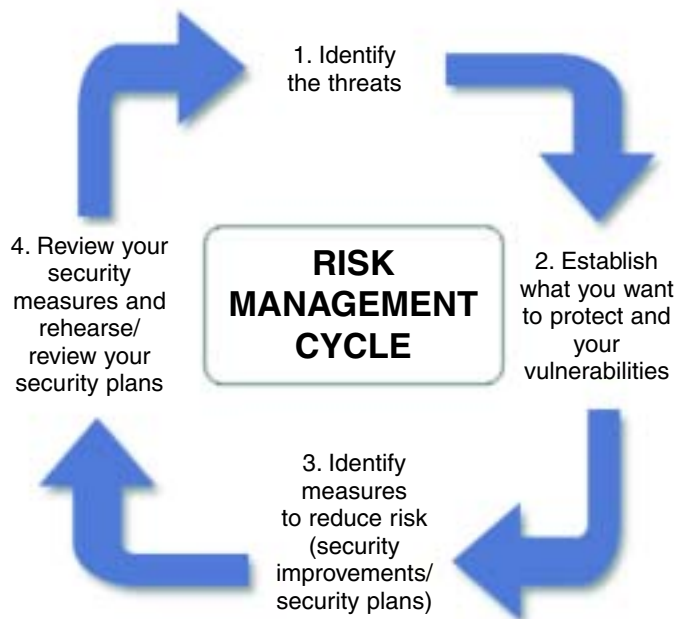 1. Identify
the threats
2. Establish
what you want
to protect and
your
vulnerabilities
3. Identify
measures
to reduce risk
(security
improvements/
security plans)
4. Review your
security
measures and
rehearse/
review your
security plans
RISK
MANAGEMENT
CYCLE